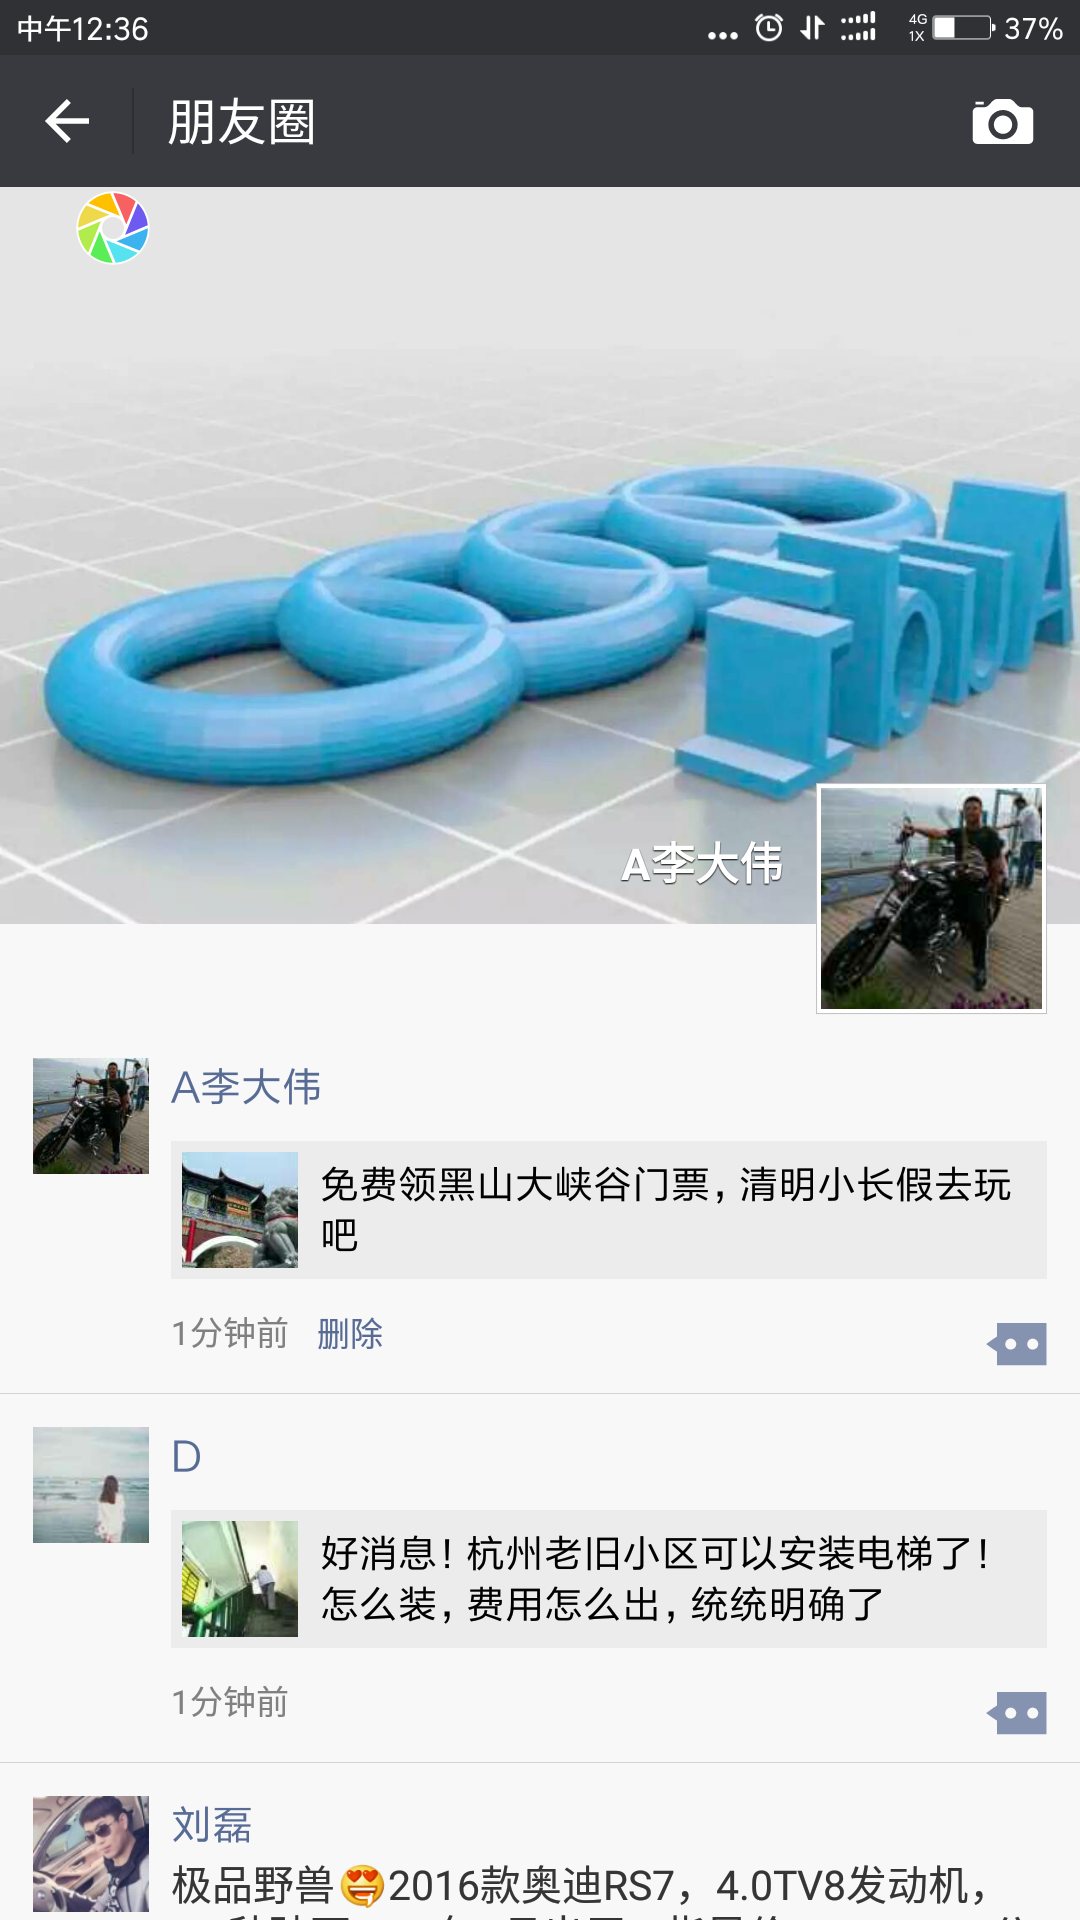 中午12:36
4G
1X
37%
朋友圈
A李大伟
A李大伟
免费领黑山大峡谷门票，清明小长假去玩
吧
1分钟前 删除
D
好消息！杭州老旧小区可以安装电梯了！
怎么装，费用怎么出，统统明确了
1分钟前
刘磊
极品野兽😍2016款奥迪RS7，4.0TV8发动机，